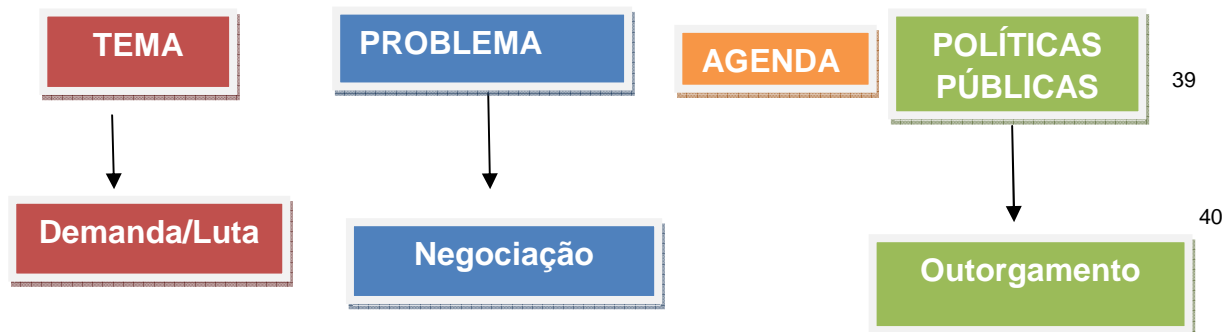 TEMA
PROBLEMA
AGENDA
POLÍTICAS
PÚBLICAS
39
Demanda/Luta
Negociação
Outorgamento
40